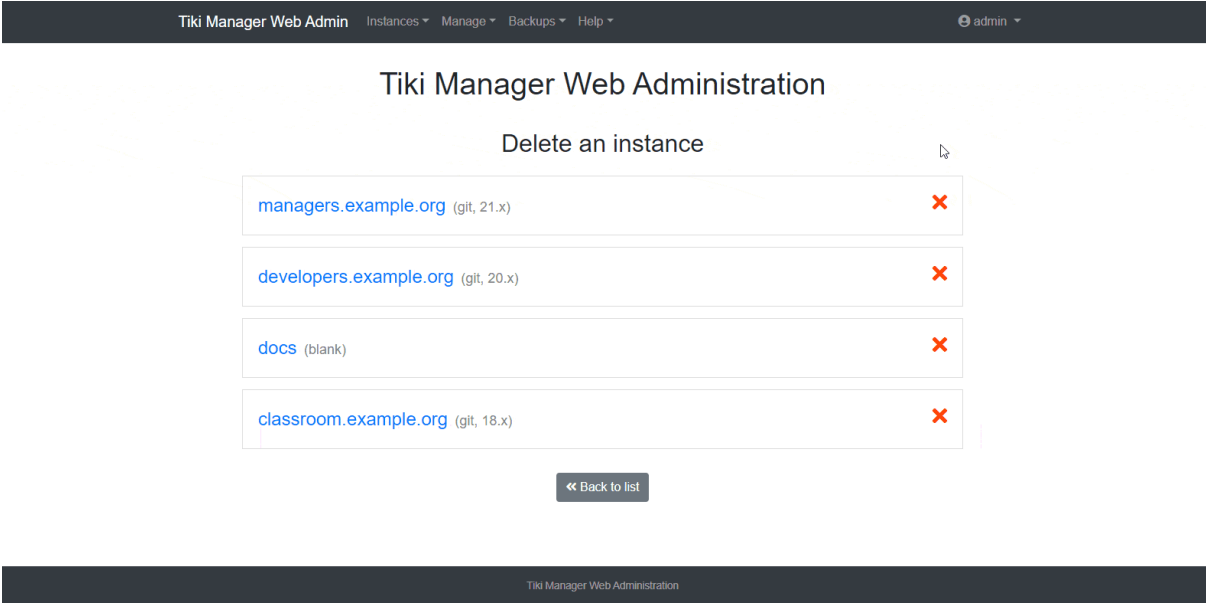 Tiki Manager Web Admin Instances Manage Backups Help admin
Tiki Manager Web Administration
Delete an instance
managers.example.org (git, 21.x)
developers.example.org (git, 20.x)
docs (blank)
classroom.example.org (git, 18.x)
Back to list
Tiki Manager Web Administration